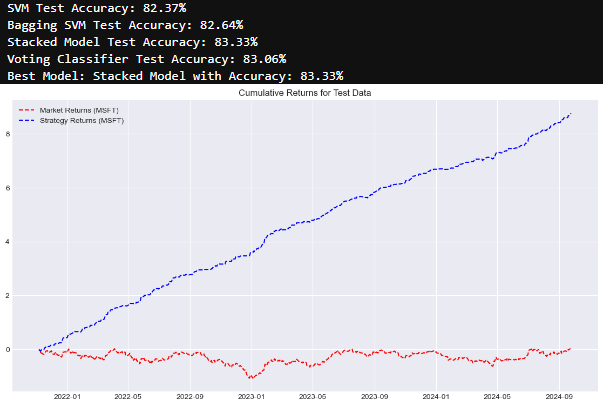 SVM Test Accuracy: 82.37%
Bagging SVM Test Accuracy: 82.64%
Stacked Model Test Accuracy: 83.33%
Voting Classifier Test Accuracy: 83.06%
Best Model: Stacked Model with Accuracy: 83.33%
Cumulative Returns for Test Data
Market Returns (MSFT)
Strategy Returns (MSFT)
8
6
4
2
0
2022-01 2022-05 2022-09 2023-01 2023-05 2023-09 2024-01 2024-05 2024-09